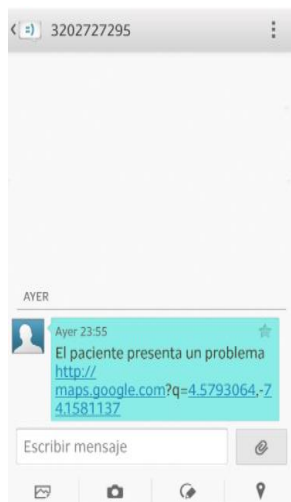 =) 3202727295
AYER
Ayer 23:55
El paciente presenta un problema
http://
maps.google.com?q=4.5793064,-7
4.1581137
Escribir mensaje